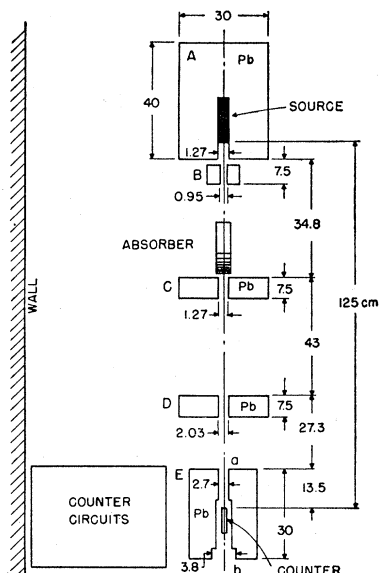 30
A
Pb
40
SOURCE
1.27
B
7.5
0.95
34.8
ABSORBER
125 cm
C
Pb
7.5
1.27
WALL
43
D
Pb
7.5
2.03
27.3
E
a
2.7
13.5
COUNTER
CIRCUITS
Pb
30
3.8
b
COUNTER